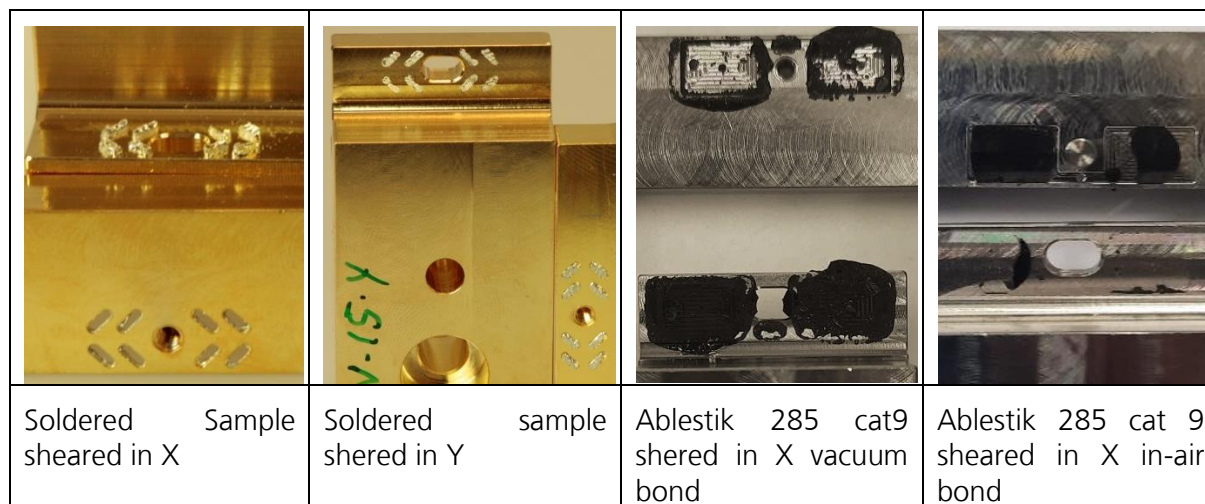 Soldered Sample
sheared in X
Soldered sample
shered in Y
Ablestik 285 cat9
shered in X vacuum
bond
Ablestik 285 cat 9
sheared in X in-air
bond